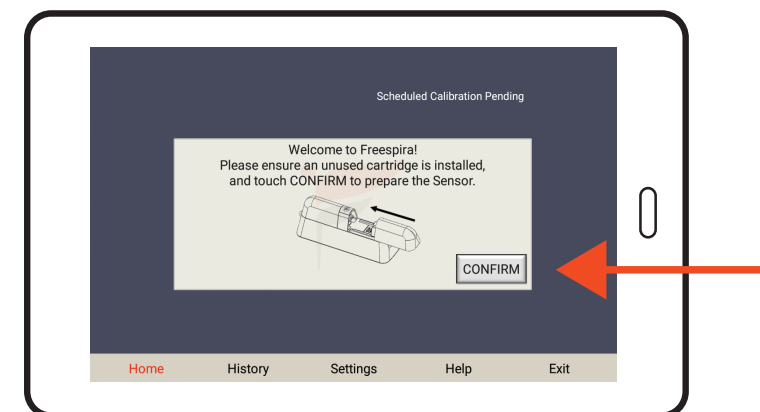 Scheduled Calibration Pending
Welcome to Freespira!
Please ensure an unused cartridge is installed,
and touch CONFIRM to prepare the Sensor.
CONFIRM
Home History Settings Help Exit